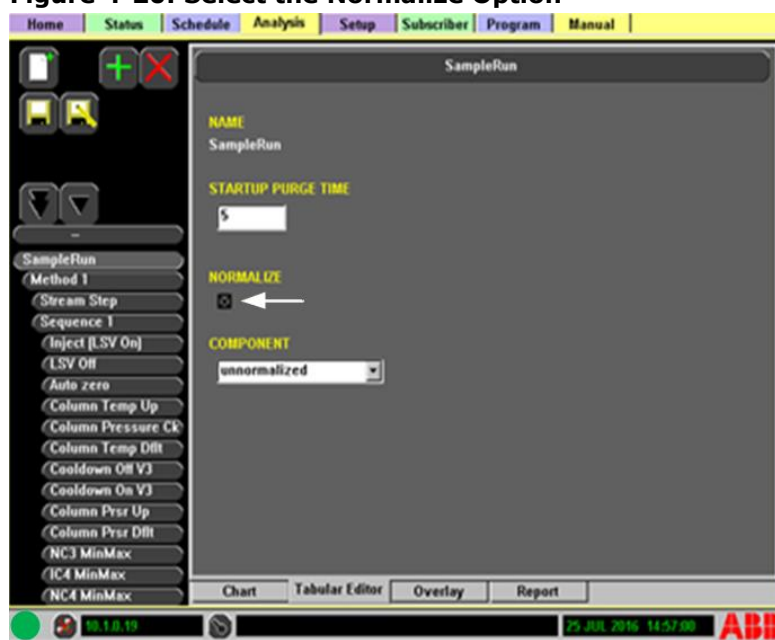 Figure 4-20: Select the Normalize Option
Home Status Schedule Analysis Setup Subscriber Program Manual
SampleRun
NAME
SampleRun
STARTUP PURGE TIME
5
NORMALIZE
COMPONENT
unnormalized
SampleRun
Method 1
Stream Step
Sequence 1
Inject (LSV On)
LSV Off
Auto zero
Column Temp Up
Column Pressure Ck
Column Temp Dflt
Cooldown Off V3
Cooldown On V3
Column Prsr Up
Column Prsr Dflt
NC3 MinMax
IC4 MinMax
NC4 MinMax
Chart Tabular Editor Overlay Report
10.1.0.19
25 JUL 2016 14:57:00
ABB